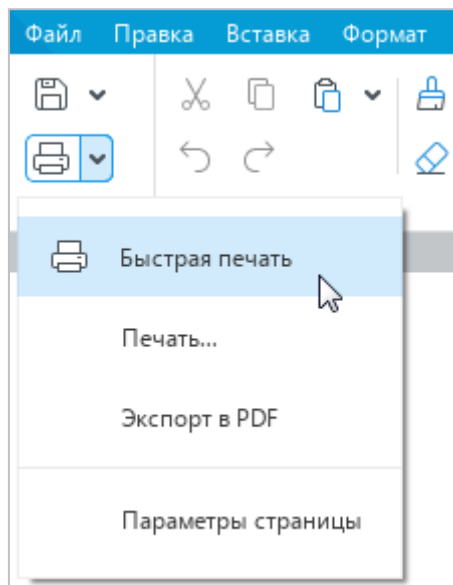 Файл Правка Вставка Формат
Быстрая печать
Печать...
Экспорт в PDF
Параметры страницы